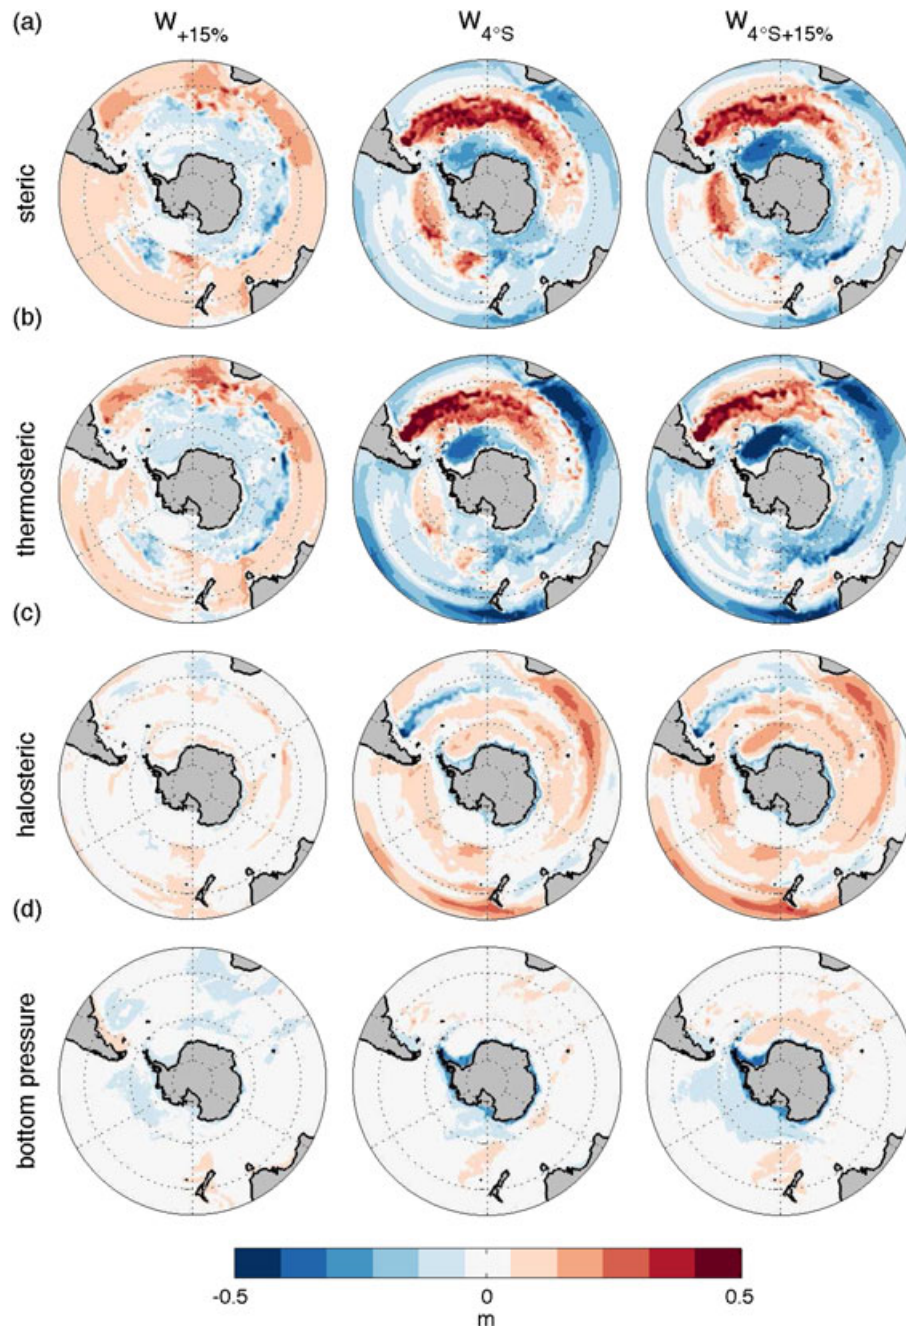 (a)
W+15%
W4°S
W4°S+15%
steric
(b)
thermosteric
(c)
halosteric
(d)
bottom pressure
-0.5
0
0.5
m